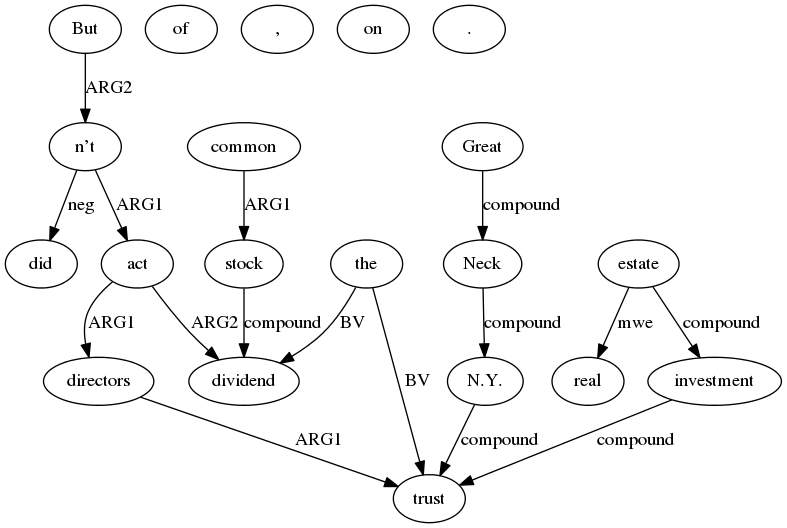 But of , on .
ARG2
n't common Great
neg ARG1 ARG1 compound
did act stock the Neck estate
ARG1 ARG2 compound BV compound mwe compound
directors dividend BV N.Y. real investment
ARG1 compound compound
trust